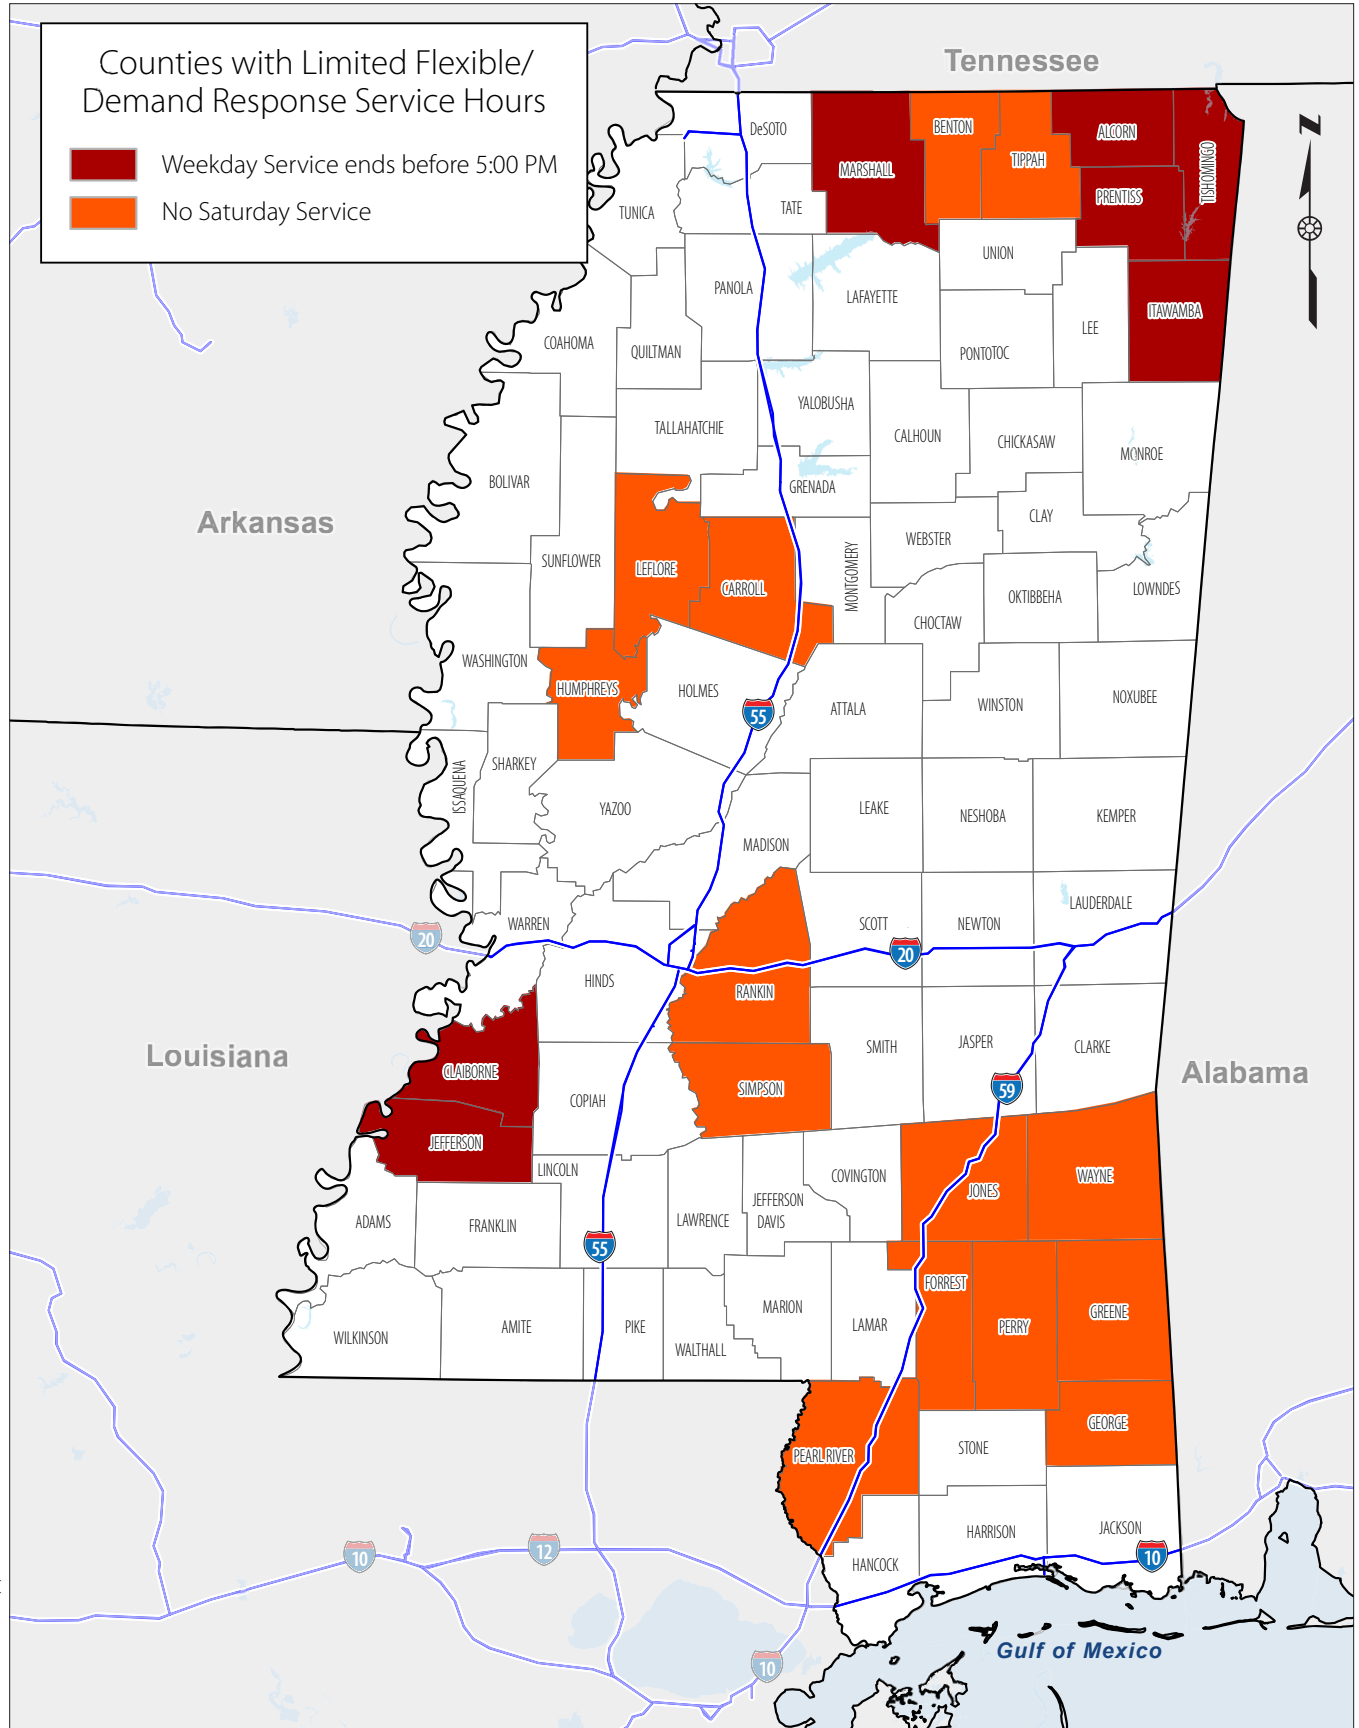 Counties with Limited Flexible/
Demand Response Service Hours
Weekday Service ends before 5:00 PM
No Saturday Service
Tennessee
N
DeSOTO
BENTON
ALCORN
TIPPAH
MARSHALL
TISHOMINGO
PRENTISS
TUNICA
TATE
UNION
PANOLA
LAFAYETTE
ITAWAMBA
LEE
COAHOMA
QUILTMAN
PONTOTOC
YALOBUSHA
TALLAHATCHIE
CALHOUN
CHICKASAW
MONROE
BOLIVAR
GRENADA
Arkansas
CLAY
WEBSTER
SUNFLOWER
LEFLORE
MONTGOMERY
CARROLL
OKTIBBEHA
LOWNDES
CHOCTAW
WASHINGTON
HUMPHREYS
HOLMES
NOXUBEE
WINSTON
ATTALA
55
SHARKEY
ISSAQUENA
YAZOO
LEAKE
NESHOBA
KEMPER
MADISON
LAUDERDALE
WARREN
SCOTT
NEWTON
20
20
HINDS
RANKIN
Louisiana
SMITH
JASPER
CLARKE
CLAIBORNE
Alabama
59
SIMPSON
COPIAH
JEFFERSON
LINCOLN
COVINGTON
WAYNE
JONES
JEFFERSON
DAVIS
ADAMS
FRANKLIN
LAWRENCE
55
FORREST
MARION
GREENE
WILKINSON
AMITE
PIKE
LAMAR
PERRY
WALTHALL
GEORGE
PEARL RIVER
STONE
HARRISON
JACKSON
10
12
10
HANCOCK
Gulf of Mexico
10